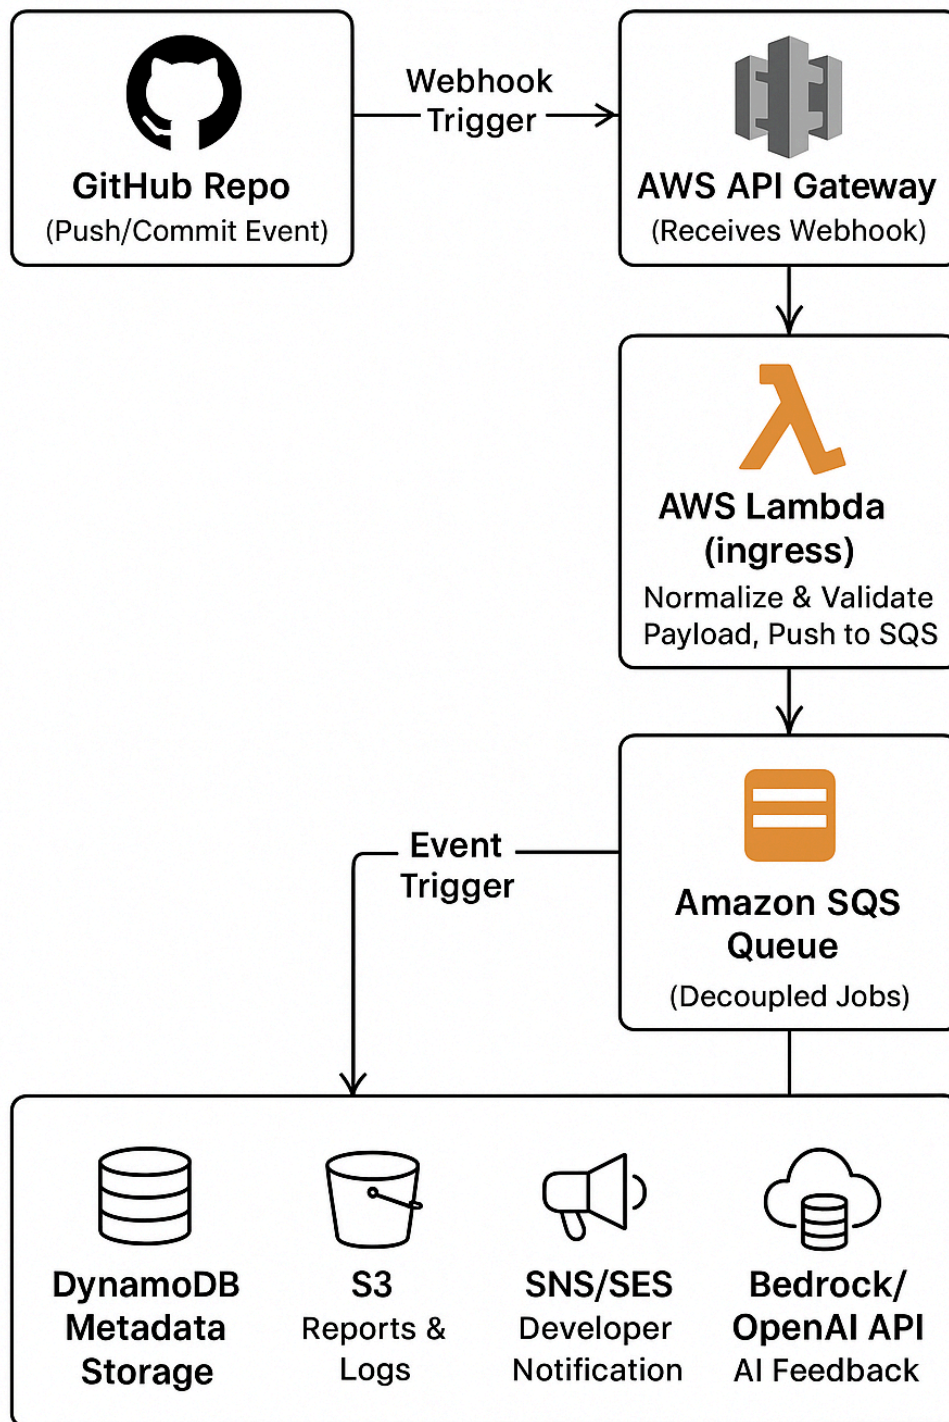 GitHub Repo
(Push/Commit Event)
Webhook
Trigger
AWS API Gateway
(Receives Webhook)
AWS Lambda
(ingress)
Normalize & Validate
Payload, Push to SQS
Event
Trigger
Amazon SQS
Queue
(Decoupled Jobs)
DynamoDB
Metadata
Storage
S3
Reports &
Logs
SNS/SES
Developer
Notification
Bedrock/
OpenAI API
AI Feedback